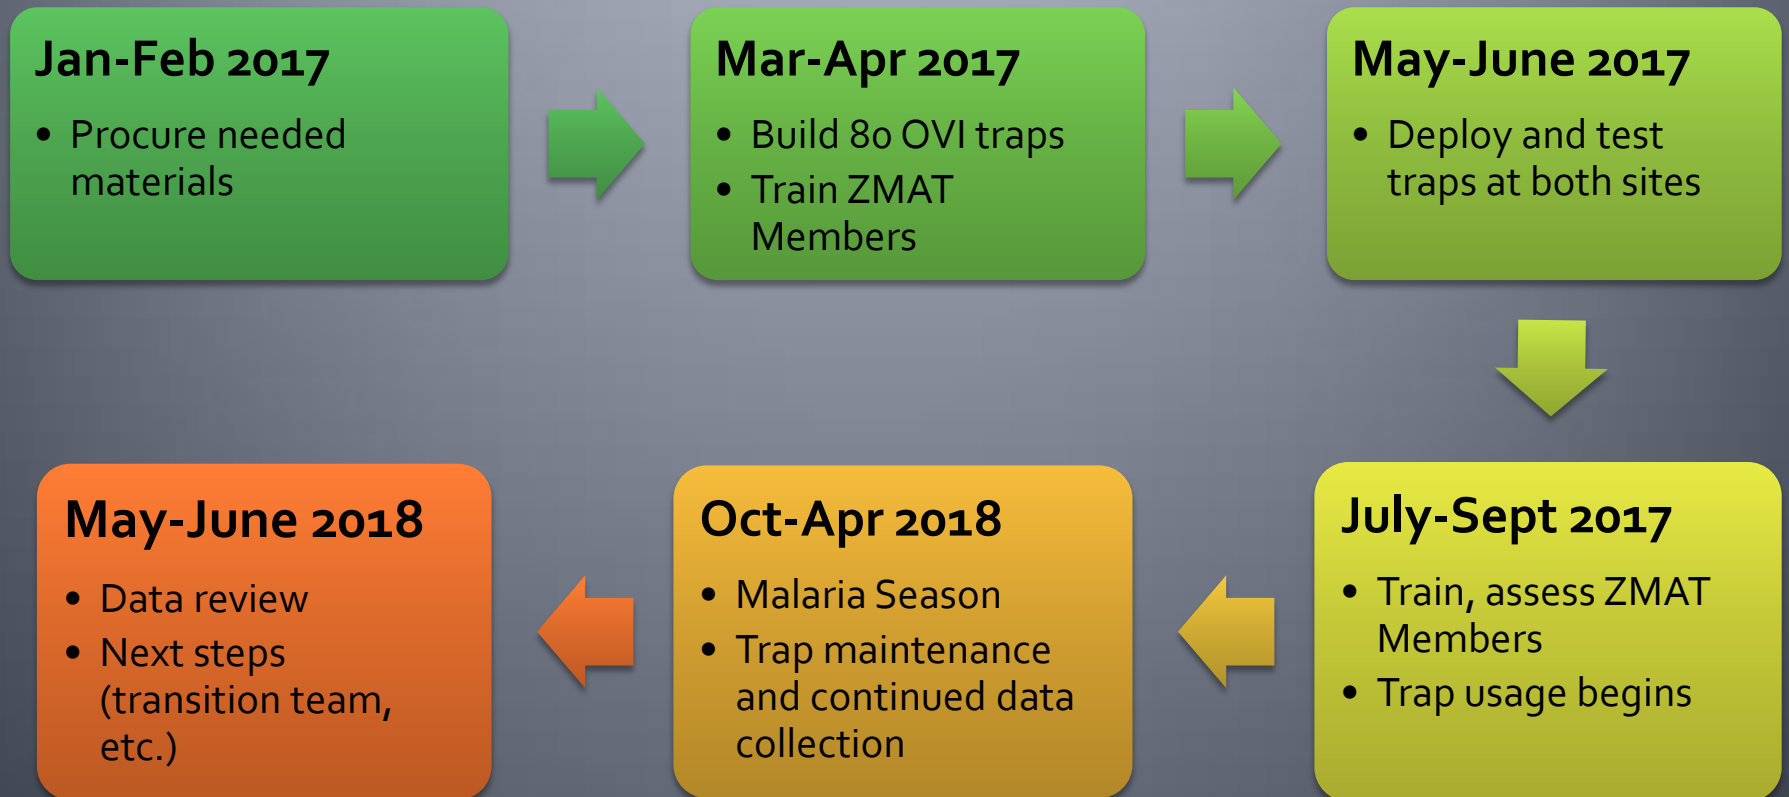 Jan-Feb 2017
• Procure needed
materials
Mar-Apr 2017
• Build 80 OVI traps
• Train ZMAT
Members
May-June 2017
• Deploy and test
traps at both sites
July-Sept 2017
• Train, assess ZMAT
Members
• Trap usage begins
Oct-Apr 2018
• Malaria Season
• Trap maintenance
and continued data
collection
May-June 2018
• Data review
• Next steps
(transition team,
etc.)